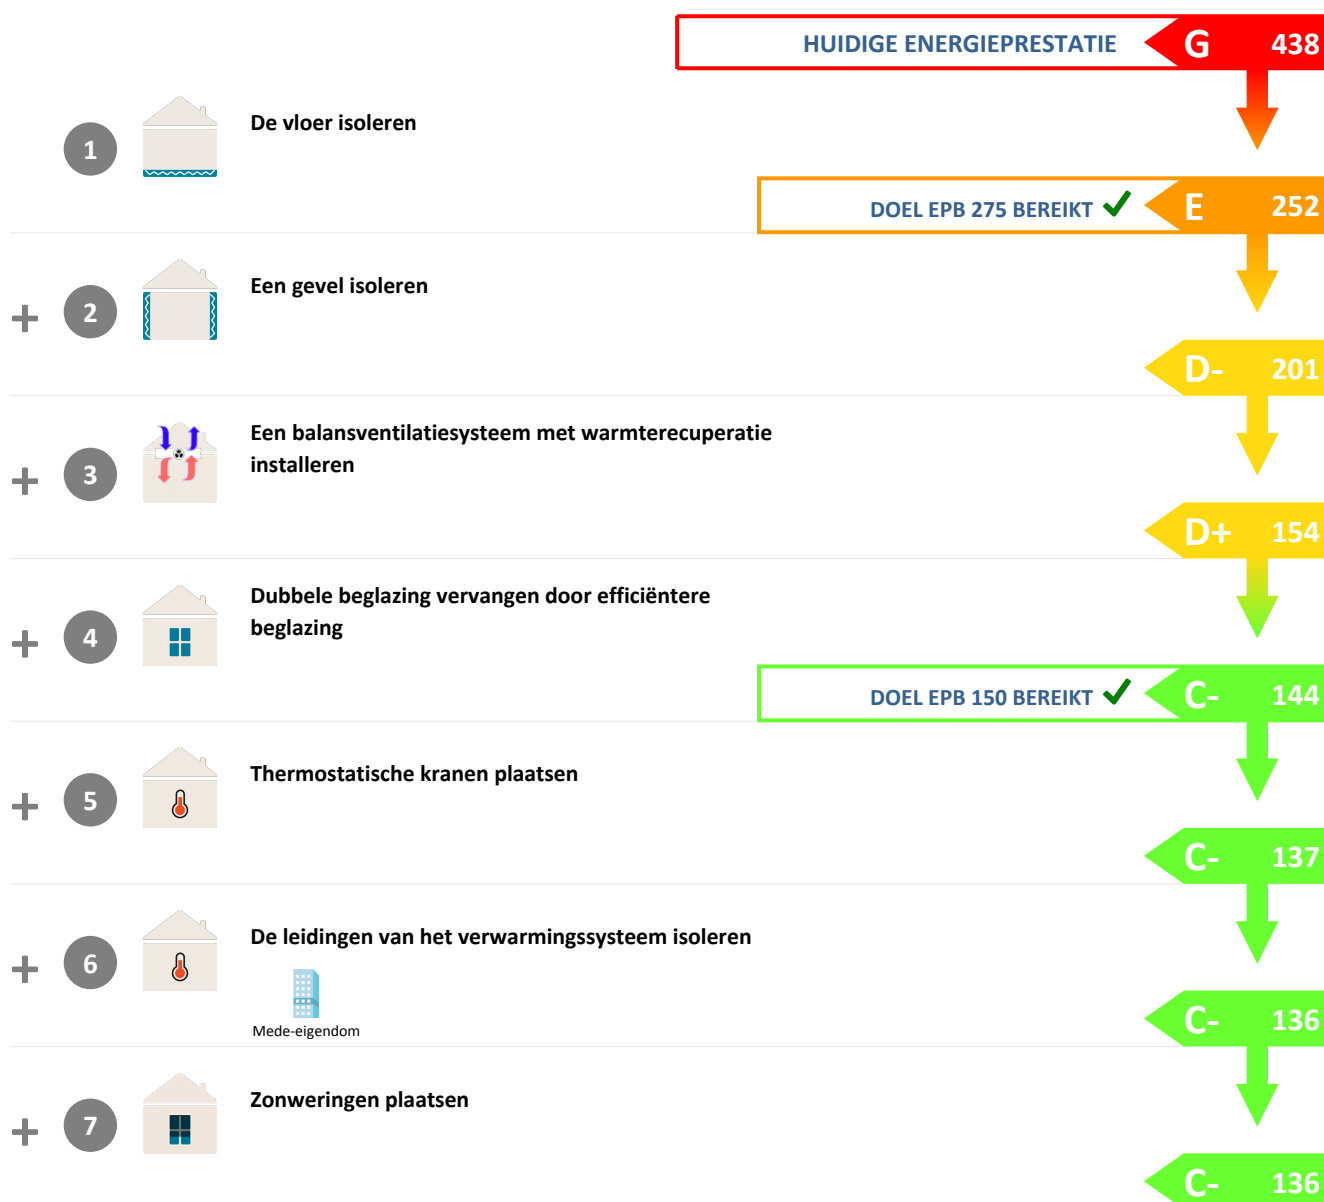 HUIDIGE ENERGIEPRESTATIE G 438
1 De vloer isoleren
DOEL EPB 275 BEREIKT E 252
+ 2 Een gevel isoleren
D- 201
+ 3 Een balansventilatiesysteem met warmterecuperatie
installeren
D+ 154
+ 4 Dubbele beglazing vervangen door efficiëntere
beglazing
DOEL EPB 150 BEREIKT C- 144
+ 5 Thermostatische kranen plaatsen
C- 137
+ 6 De leidingen van het verwarmingssysteem isoleren
Mede-eigendom
C- 136
+ 7 Zonweringen plaatsen
C- 136